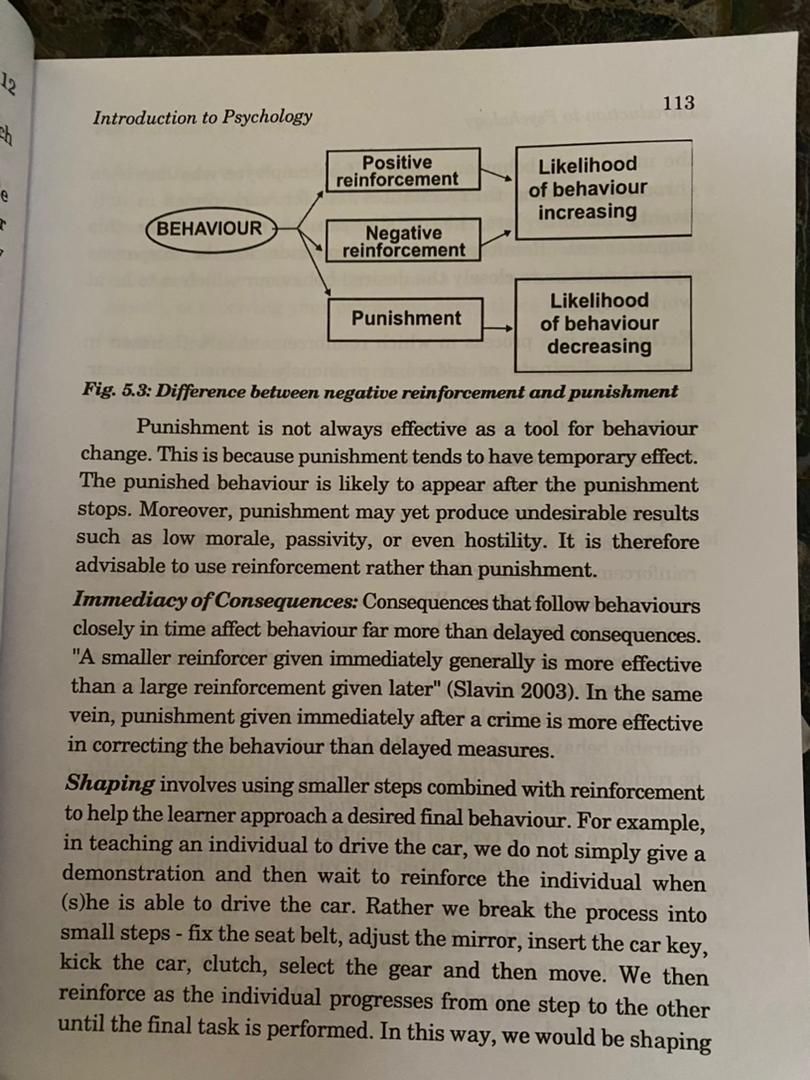 12
ch
e
r
Introduction to Psychology
113
BEHAVIOUR
Positive
reinforcement
Negative
reinforcement
Punishment
Likelihood
of behaviour
increasing
Likelihood
of behaviour
decreasing
Fig. 5.3: Difference between negative reinforcement and punishment
Punishment is not always effective as a tool for behaviour
change. This is because punishment tends to have temporary effect.
The punished behaviour is likely to appear after the punishment
stops. Moreover, punishment may yet produce undesirable results
such as low morale, passivity, or even hostility. It is therefore
advisable to use reinforcement rather than punishment.
Immediacy of Consequences: Consequences that follow behaviours
closely in time affect behaviour far more than delayed consequences.
"A smaller reinforcer given immediately generally is more effective
than a large reinforcement given later" (Slavin 2003). In the same
vein, punishment given immediately after a crime is more effective
in correcting the behaviour than delayed measures.
Shaping involves using smaller steps combined with reinforcement
to help the learner approach a desired final behaviour. For example,
in teaching an individual to drive the car, we do not simply give a
demonstration and then wait to reinforce the individual when
(s)he is able to drive the car. Rather we break the process into
small steps - fix the seat belt, adjust the mirror, insert the car key,
kick the car, clutch, select the gear and then move. We then
reinforce as the individual progresses from one step to the other
until the final task is performed. In this way, we would be shaping